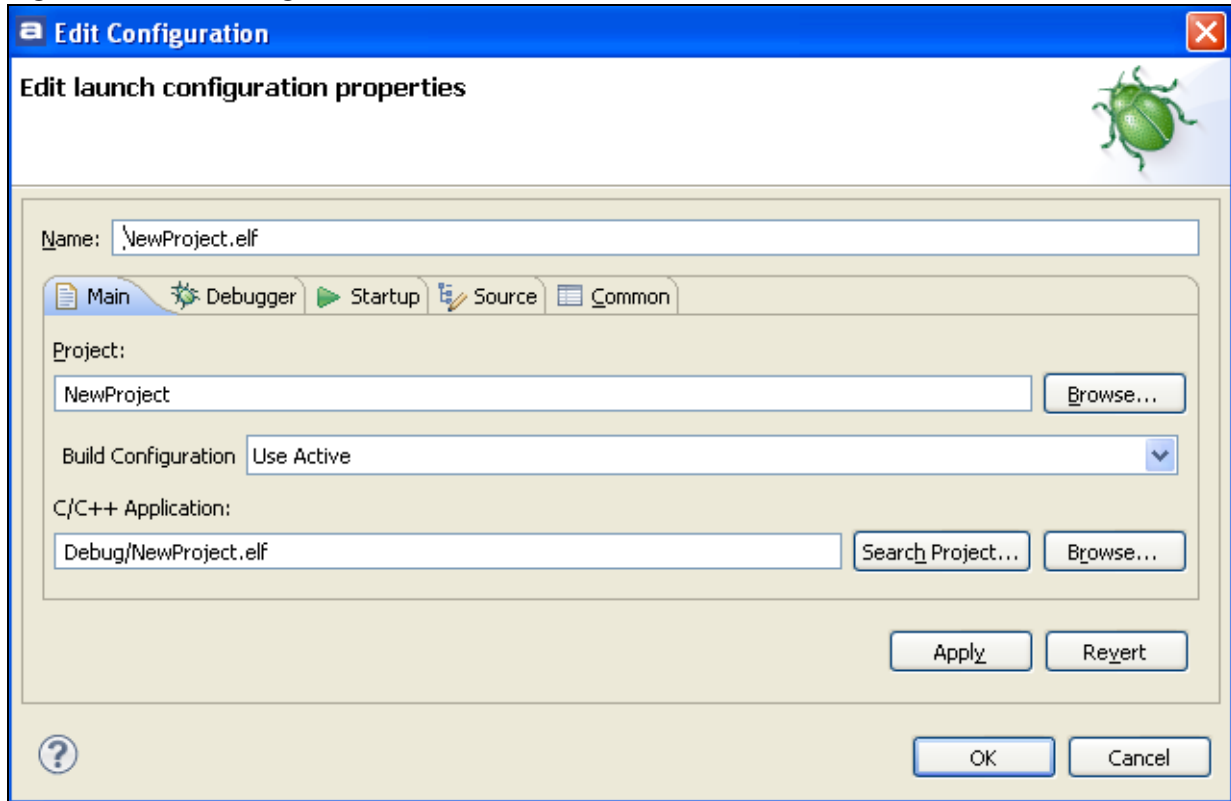 a Edit Configuration
Edit launch configuration properties
Name: NewProject.elf
Main Debugger Startup Source Common
Project:
NewProject Browse...
Build Configuration Use Active
C/C++ Application:
Debug/NewProject.elf Search Project... Browse...
Apply Revert
? OK Cancel